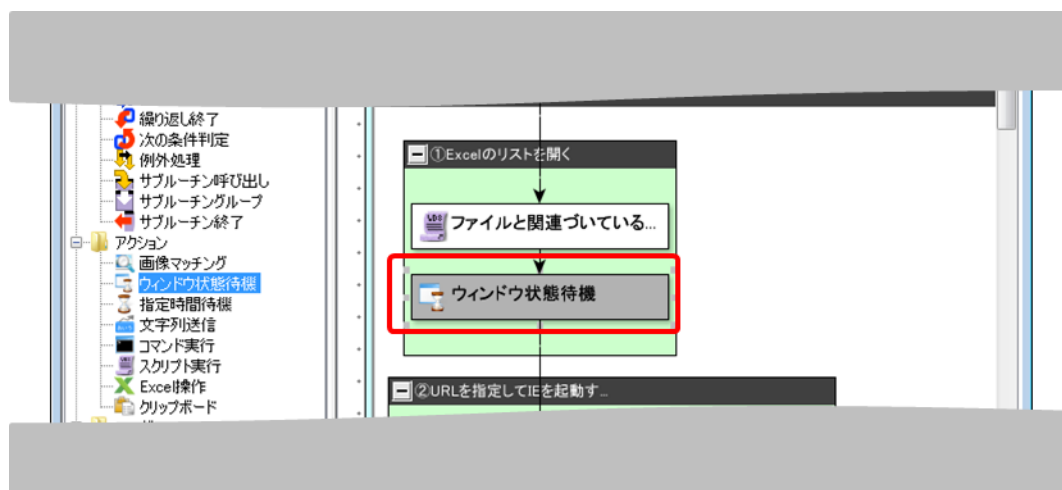 繰り返し終了
次の条件判定
例外処理
サブルーチン呼び出し
サブルーチングループ
サブルーチン終了
アクション
画像マッチング
ウィンドウ状態待機
指定時間待機
文字列送信
コマンド実行
スクリプト実行
Excel操作
クリップボード
①Excelのリストを開く
ファイルと関連づいている...
ウィンドウ状態待機
②URLを指定してIEを起動す...